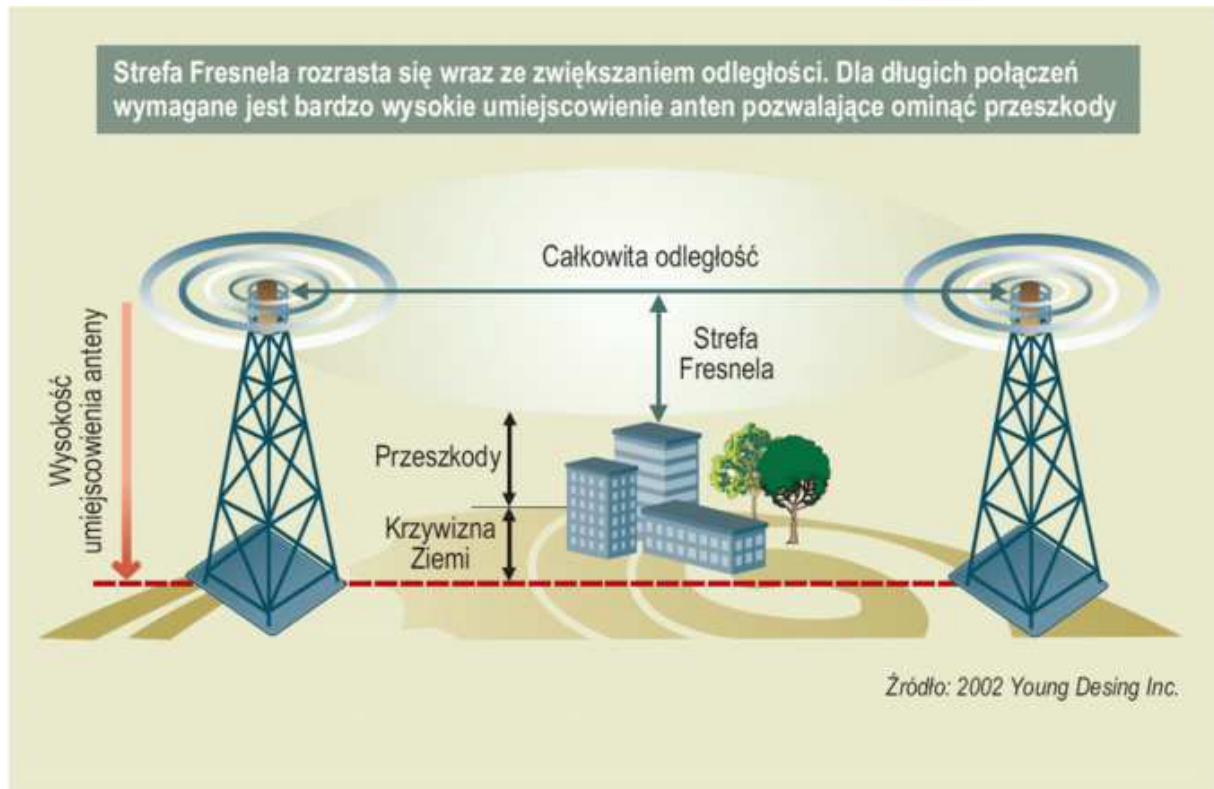 Strefa Fresnela rozrasta się wraz ze zwiększaniem odległości. Dla długich połączeń
wymagane jest bardzo wysokie umiejscowienie anten pozwalające ominąć przeszkody
Całkowita odległość
Strefa
Fresnela
Wysokość
umiejscowienia anteny
Przeszkody
Krzywizna
Ziemi
Źródło: 2002 Young Desing Inc.